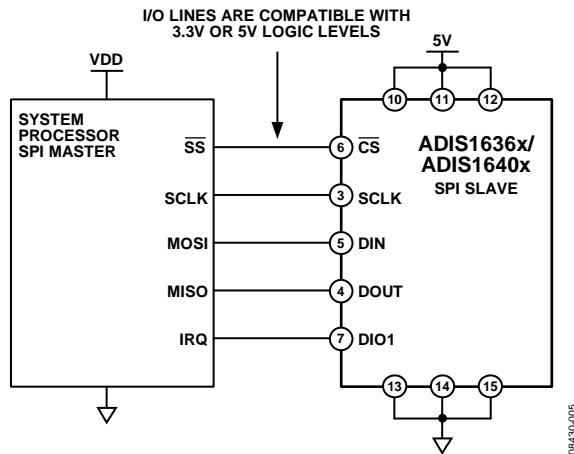 I/O LINES ARE COMPATIBLE WITH
3.3V OR 5V LOGIC LEVELS
VDD
5V
10
11
12
SYSTEM
PROCESSOR
SPI MASTER
ADIS1636x/
ADIS1640x
SPI SLAVE
SS
6
CS
SCLK
3
SCLK
MOSI
5
DIN
MISO
4
DOUT
IRQ
7
DIO1
13
14
15
08430-005